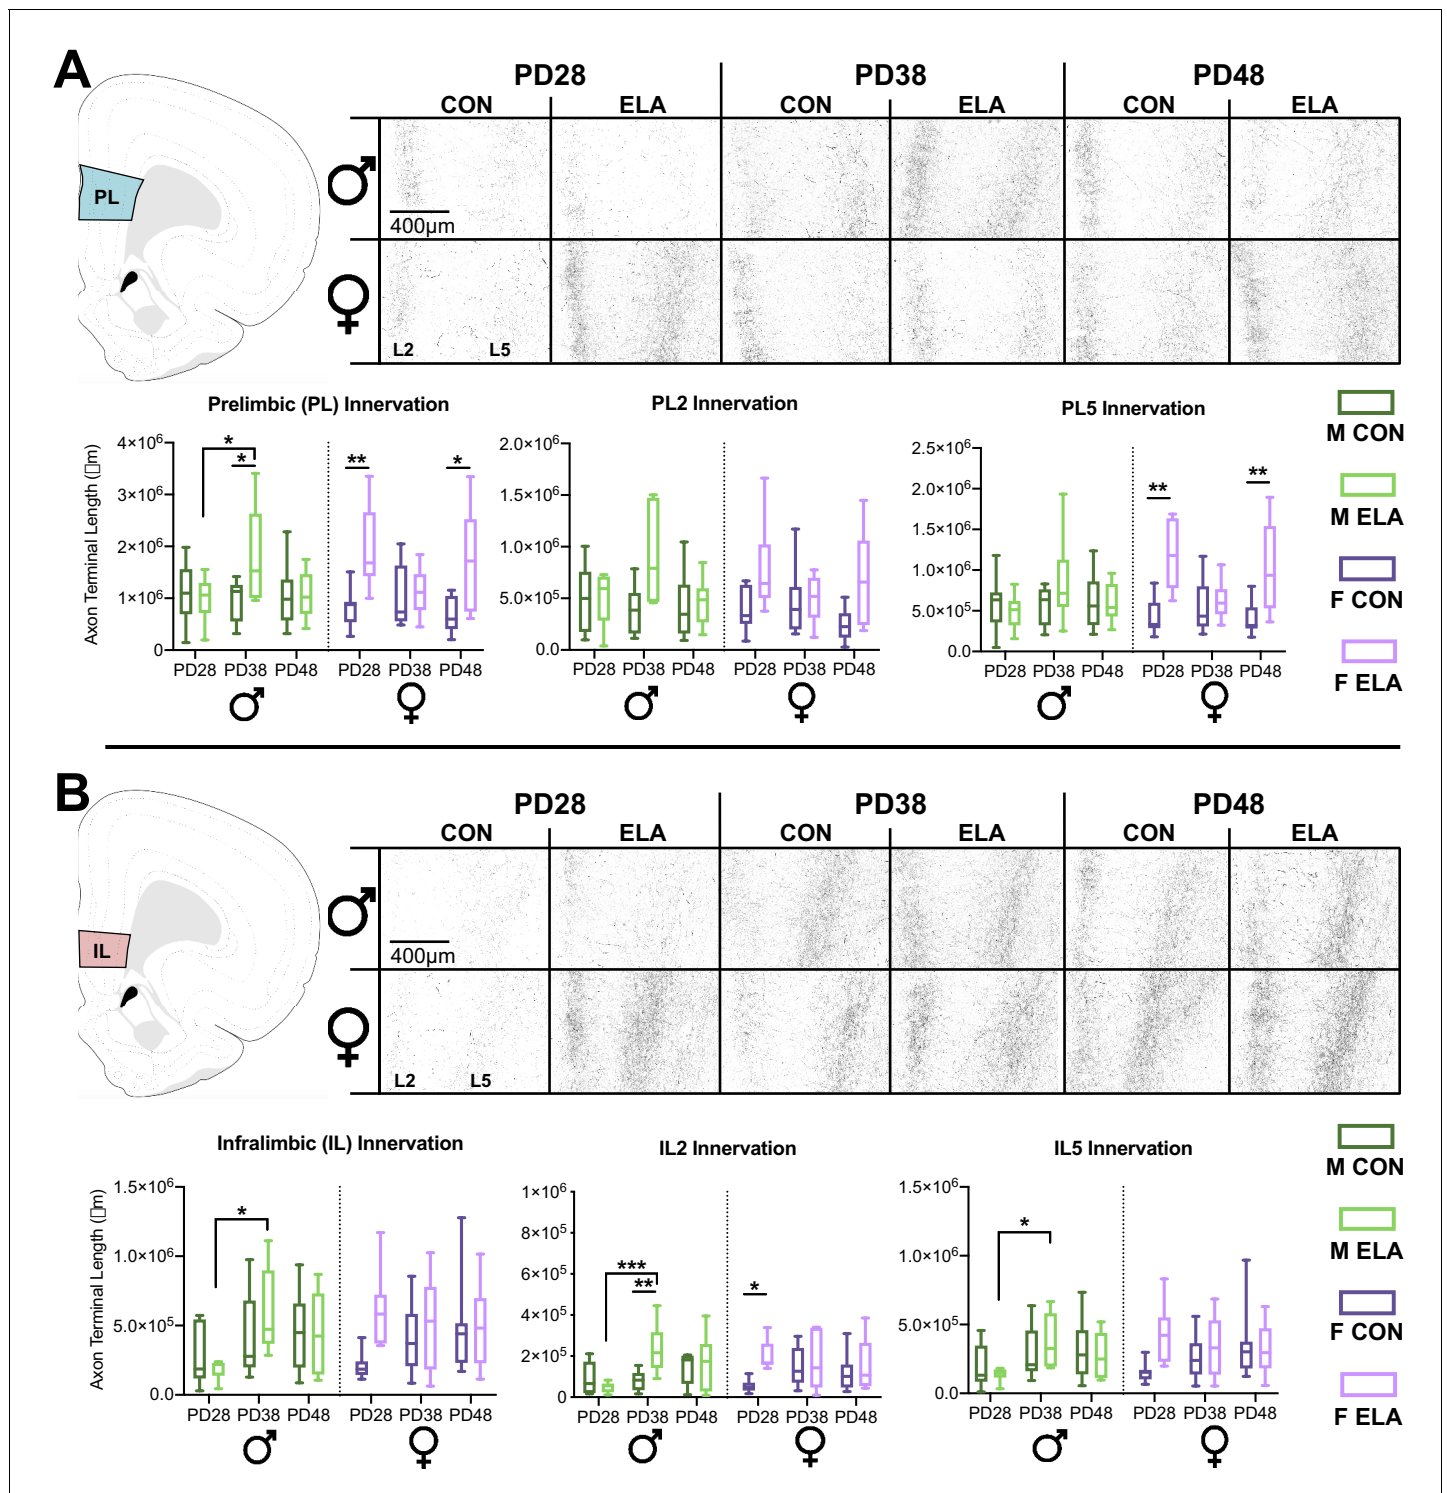 A
PD28 PD38 PD48
CON ELA CON ELA CON ELA
PL
♂
400µm
♀
L2 L5
Prelimbic (PL) Innervation
Axon Terminal Length (▯m)
4×10⁶
3×10⁶
2×10⁶
1×10⁶
0
* * ** *
PD28 PD38 PD48 PD28 PD38 PD48
♂ ♀
PL2 Innervation
2.0×10⁶
1.5×10⁶
1.0×10⁶
5.0×10⁵
0.0
PD28 PD38 PD48 PD28 PD38 PD48
♂ ♀
PL5 Innervation
2.5×10⁶
2.0×10⁶
1.5×10⁶
1.0×10⁶
5.0×10⁵
0.0
** **
PD28 PD38 PD48 PD28 PD38 PD48
♂ ♀
M CON
M ELA
F CON
F ELA
B
PD28 PD38 PD48
CON ELA CON ELA CON ELA
IL
♂
400µm
♀
L2 L5
Infralimbic (IL) Innervation
Axon Terminal Length (▯m)
1.5×10⁶
1.0×10⁶
5.0×10⁵
0.0
*
PD28 PD38 PD48 PD28 PD38 PD48
♂ ♀
IL2 Innervation
1×10⁶
8×10⁵
6×10⁵
4×10⁵
2×10⁵
0
*** ** *
PD28 PD38 PD48 PD28 PD38 PD48
♂ ♀
IL5 Innervation
1.5×10⁶
1.0×10⁶
5.0×10⁵
0.0
*
PD28 PD38 PD48 PD28 PD38 PD48
♂ ♀
M CON
M ELA
F CON
F ELA